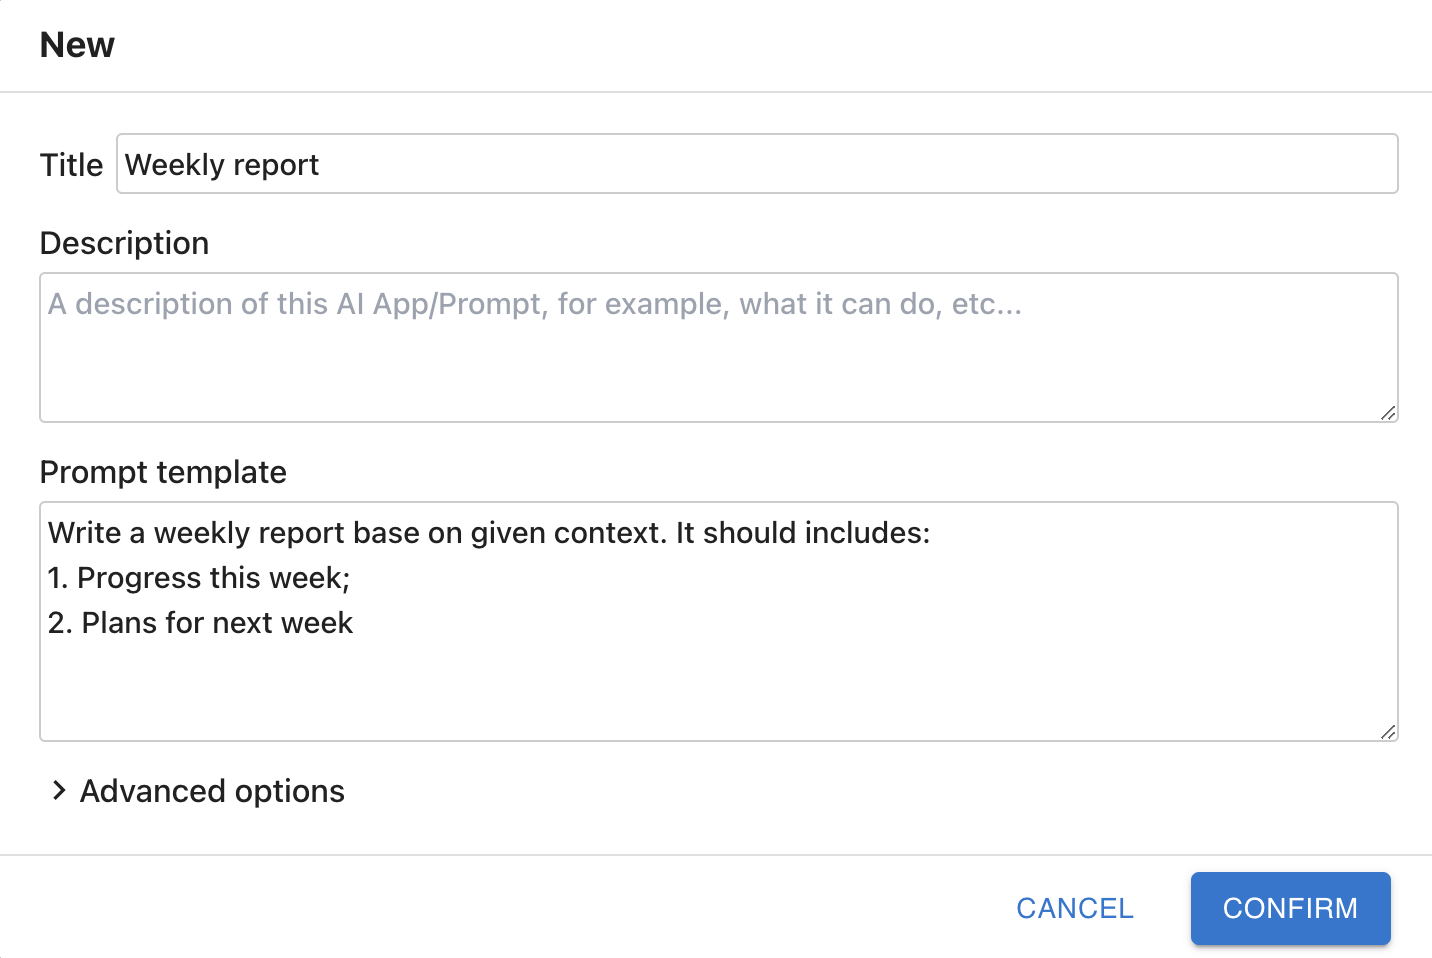 New
Title Weekly report
Description
A description of this AI App/Prompt, for example, what it can do, etc...
Prompt template
Write a weekly report base on given context. It should includes:
1. Progress this week;
2. Plans for next week
Advanced options
CANCEL CONFIRM